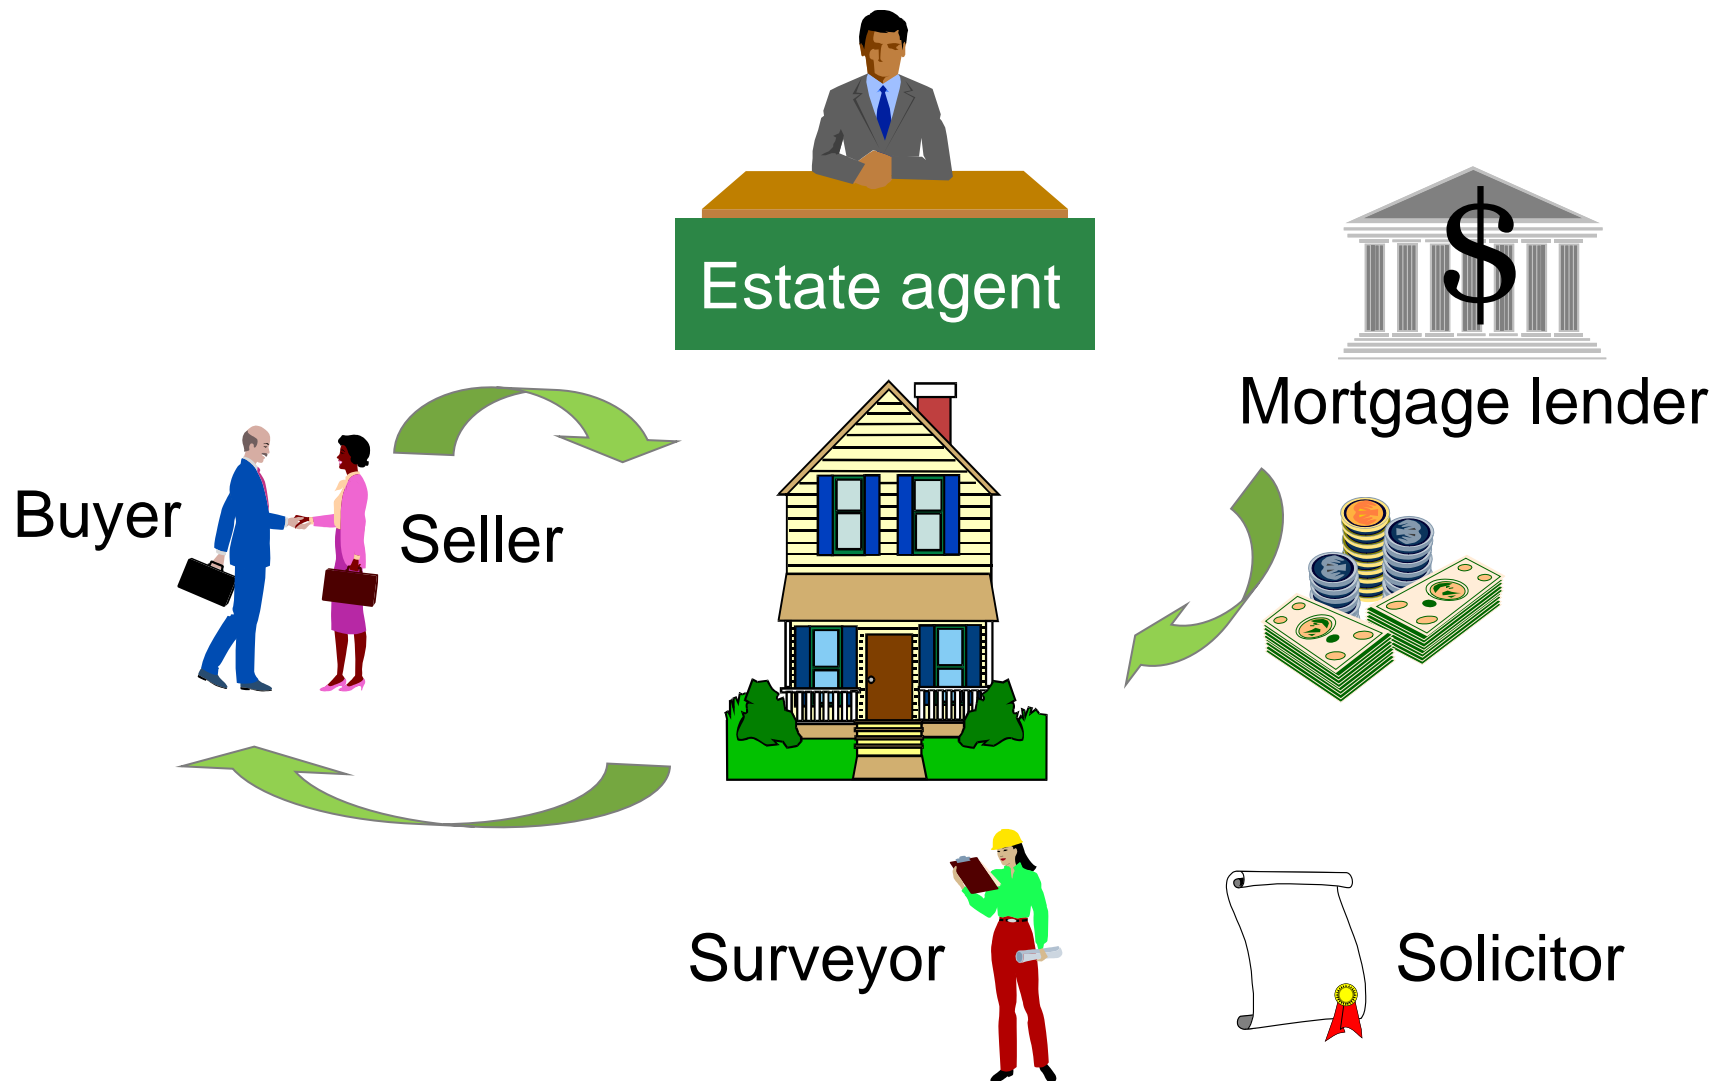 $
Estate agent
Mortgage lender
Buyer
Seller
Surveyor
Solicitor